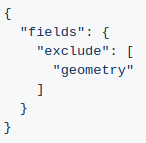 {
  "fields": {
    "exclude": [
      "geometry"
    ]
  }
}